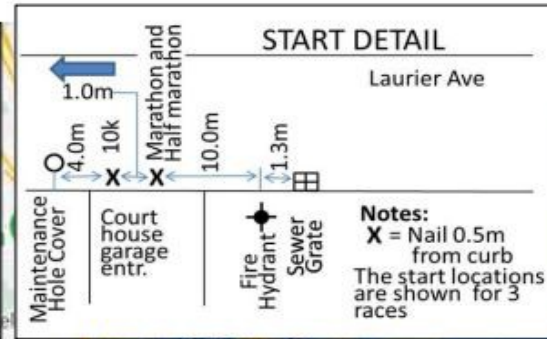 START DETAIL
Laurier Ave
1.0m
4.0m
10k
Marathon and
Half marathon
10.0m
1.3m
Maintenance
Hole Cover
Court
house
garage
entr.
Fire
Hydrant
Sewer
Grate
Notes:
X = Nail 0.5m
from curb
The start locations
are shown for 3
races